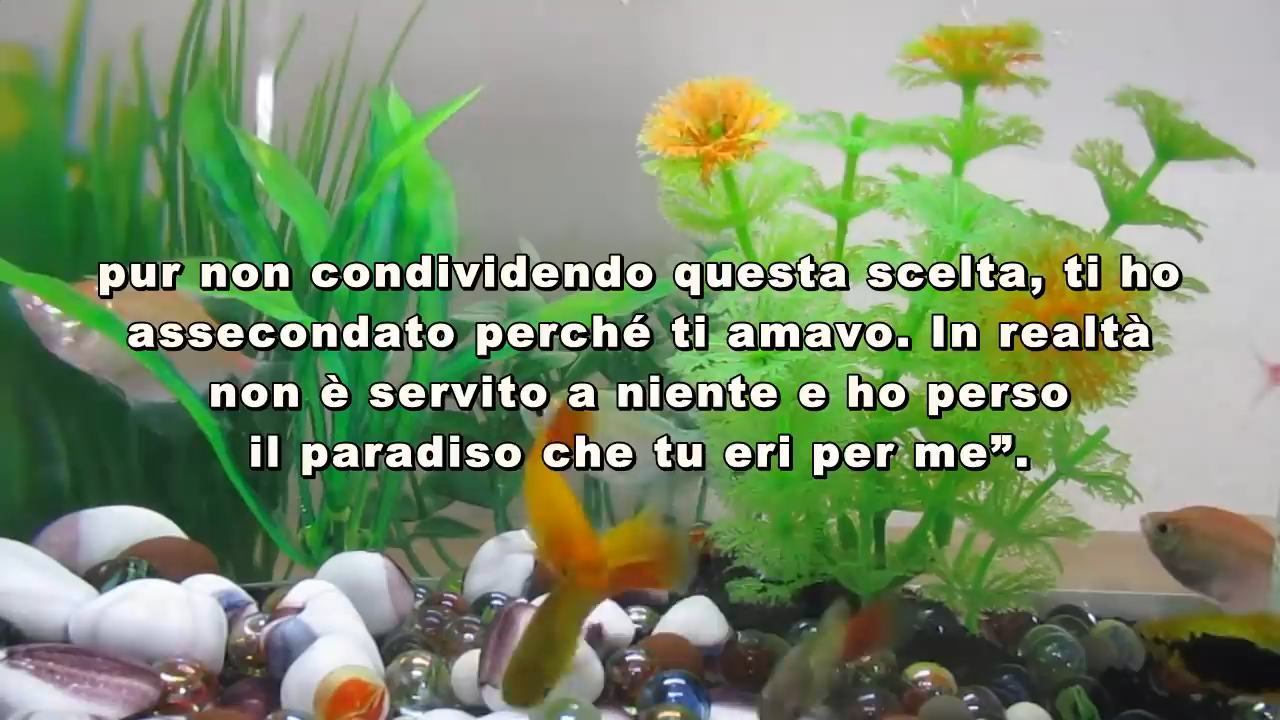 pur non condividendo questa scelta, ti ho
assecondato perché ti amavo. In realtà
non è servito a niente e ho perso
il paradiso che tu eri per me”.